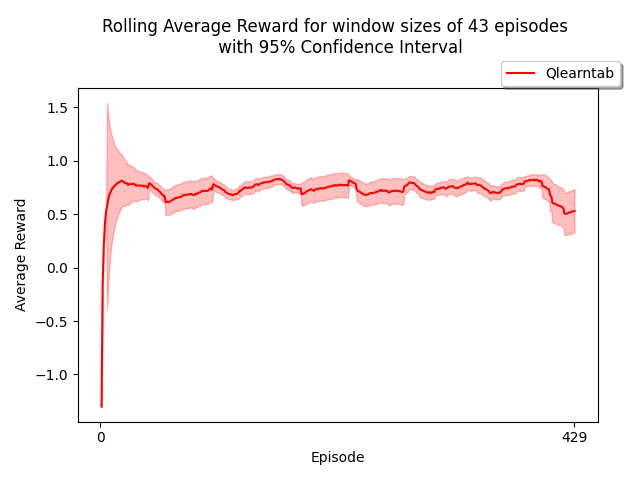 Rolling Average Reward for window sizes of 43 episodes
with 95% Confidence Interval
Qlearntab
1.5
1.0
0.5
0.0
−0.5
−1.0
Average Reward
0
429
Episode